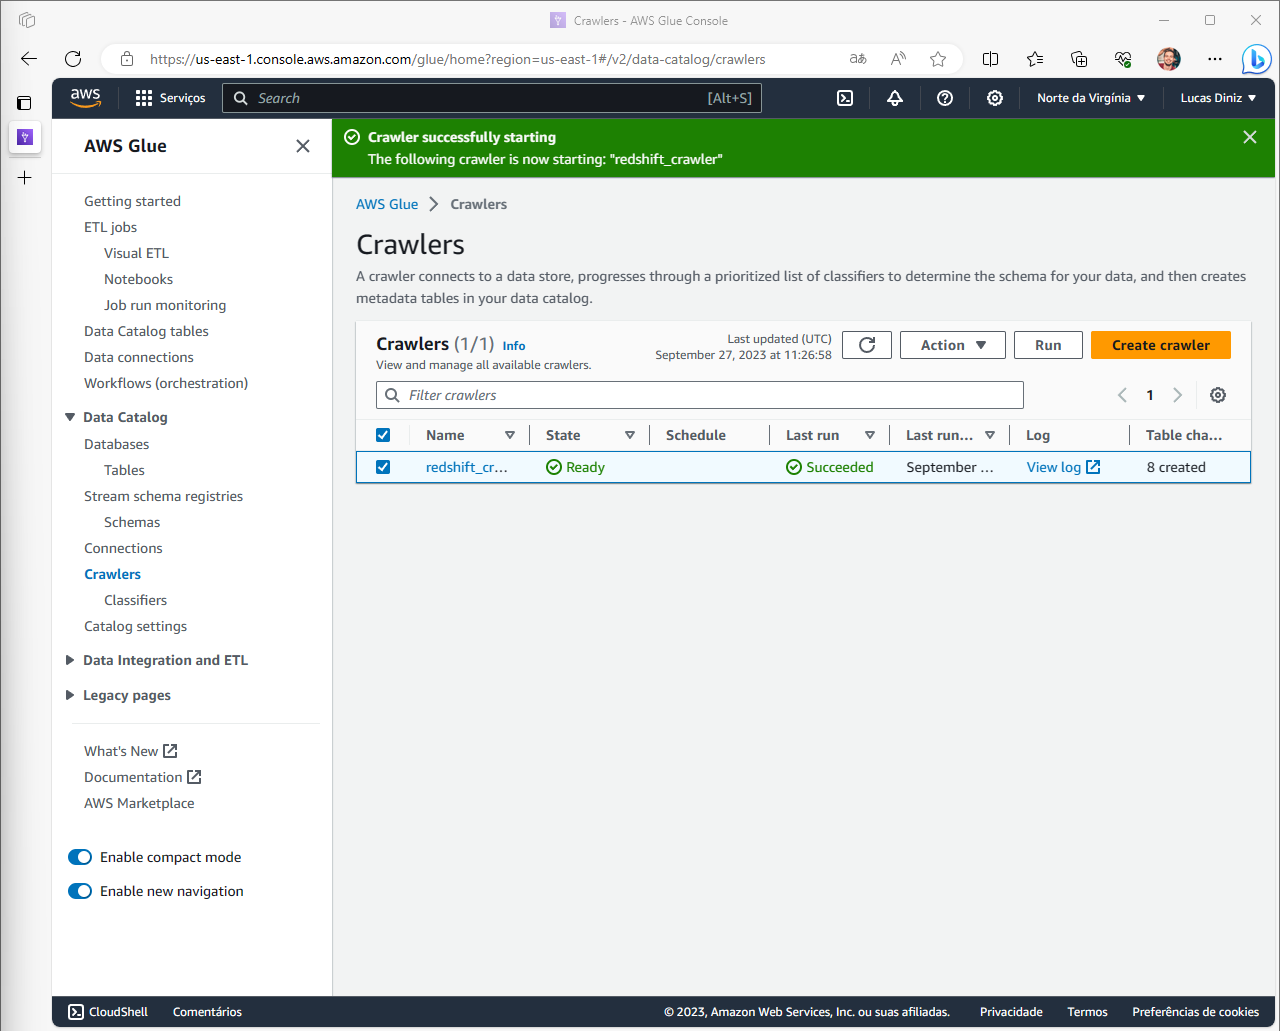 Crawlers - AWS Glue Console
https://us-east-1.console.aws.amazon.com/glue/home?region=us-east-1#/v2/data-catalog/crawlers
aws
Serviços
Search
[Alt+S]
Norte da Virgínia
Lucas Diniz
AWS Glue
Getting started
ETL jobs
Visual ETL
Notebooks
Job run monitoring
Data Catalog tables
Data connections
Workflows (orchestration)
Data Catalog
Databases
Tables
Stream schema registries
Schemas
Connections
Crawlers
Classifiers
Catalog settings
Data Integration and ETL
Legacy pages
What's New
Documentation
AWS Marketplace
Enable compact mode
Enable new navigation
Crawler successfully starting
The following crawler is now starting: "redshift_crawler"
AWS Glue > Crawlers
Crawlers
A crawler connects to a data store, progresses through a prioritized list of classifiers to determine the schema for your data, and then creates
metadata tables in your data catalog.
Crawlers (1/1) Info
View and manage all available crawlers.
Last updated (UTC)
September 27, 2023 at 11:26:58
Action
Run
Create crawler
Filter crawlers
1
Name State Schedule Last run Last run... Log Table cha...
redshift_cr... Ready Succeeded September ... View log 8 created
CloudShell
Comentários
© 2023, Amazon Web Services, Inc. ou suas afiliadas.
Privacidade
Termos
Preferências de cookies